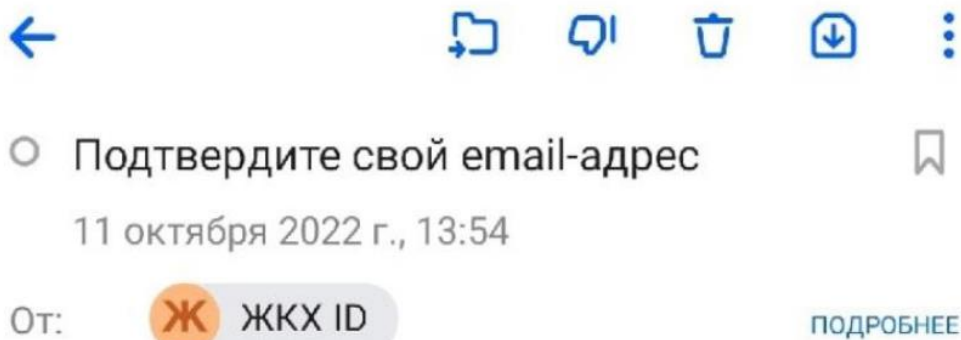 Подтвердите свой email-адрес
11 октября 2022 г., 13:54
От: Ж ЖКХ ID ПОДРОБНЕЕ